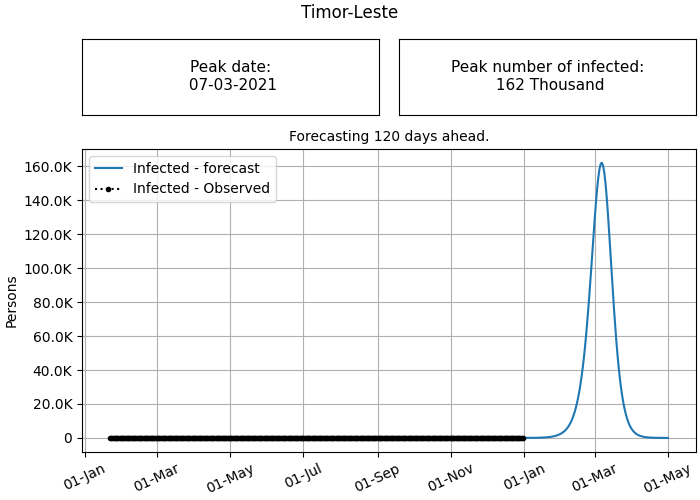 Timor-Leste
Peak date:
07-03-2021
Peak number of infected:
162 Thousand
Forecasting 120 days ahead.
Infected - forecast
Infected - Observed
Persons
160.0K
140.0K
120.0K
100.0K
80.0K
60.0K
40.0K
20.0K
0
01-Jan
01-Mar
01-May
01-Jul
01-Sep
01-Nov
01-Jan
01-Mar
01-May